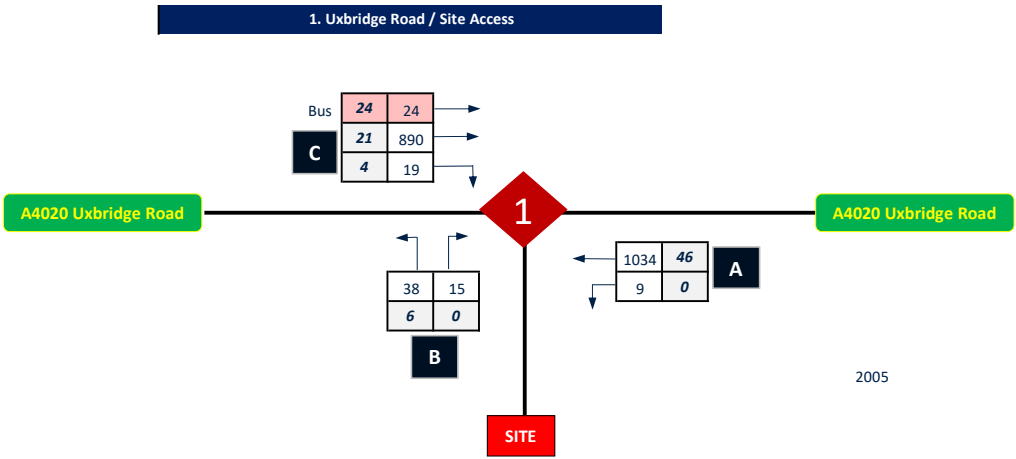 1. Uxbridge Road / Site Access
Bus 24 24
C 21 890
4 19
A4020 Uxbridge Road
1
A4020 Uxbridge Road
1034 46
A
9 0
38 15
6 0
B
2005
SITE